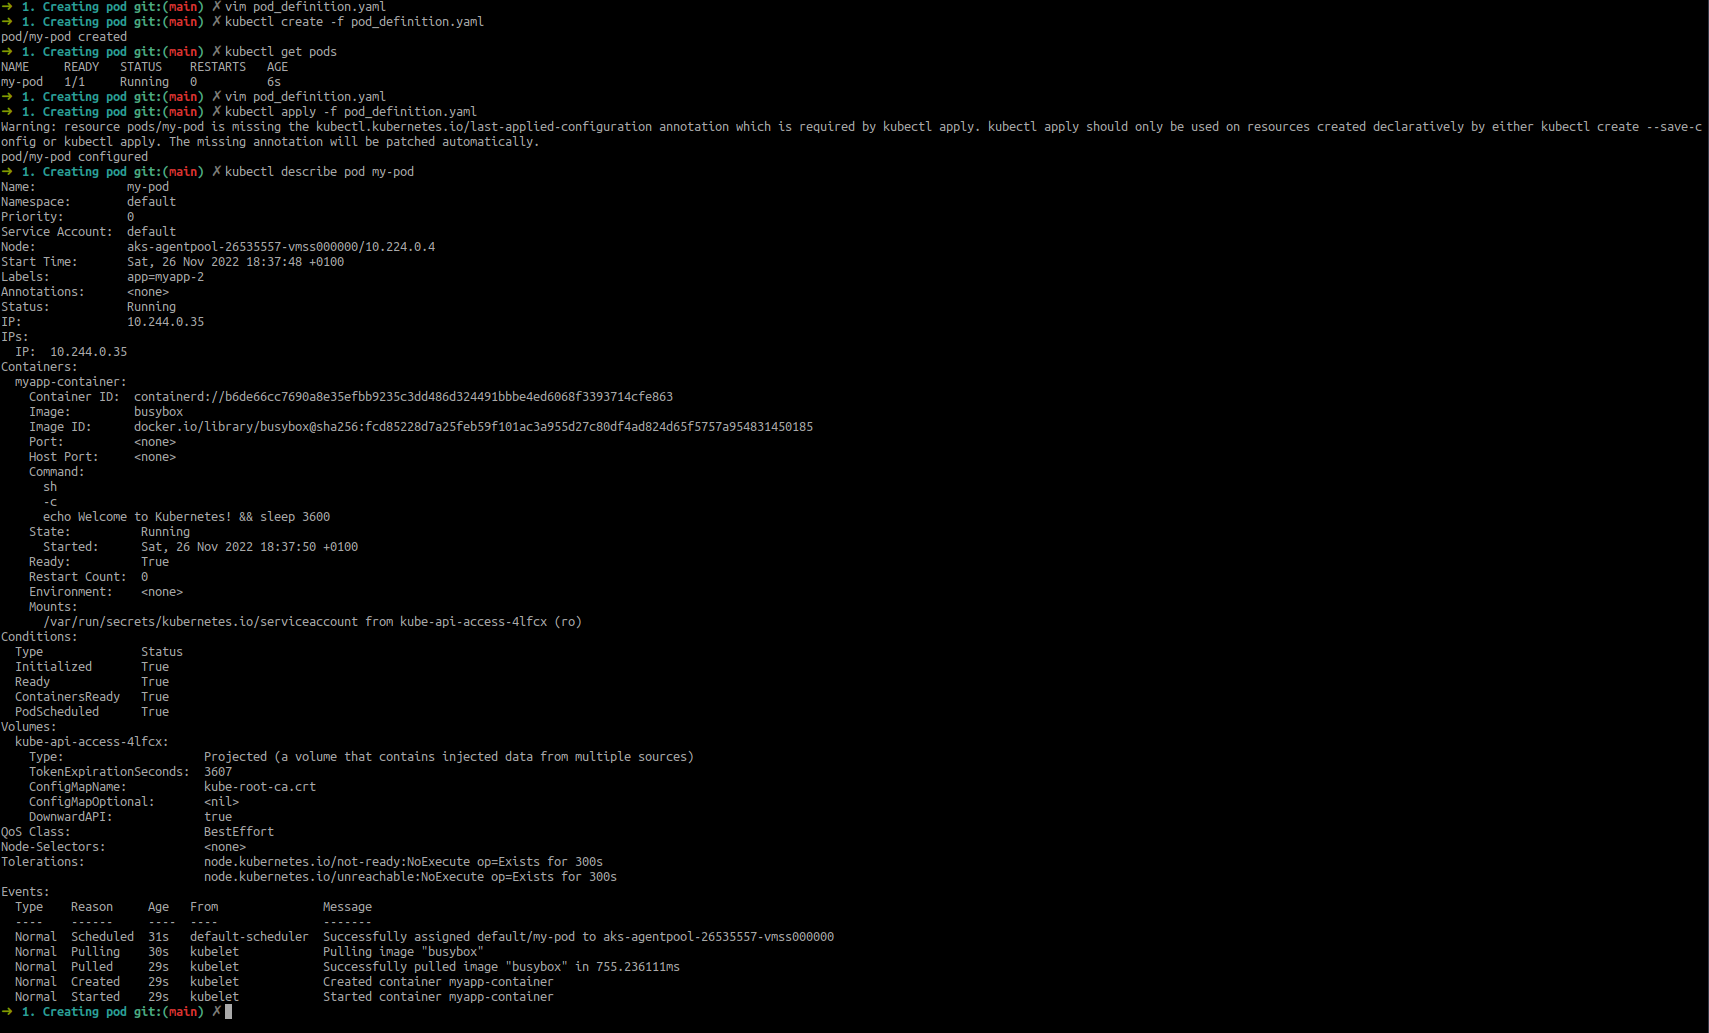 → 1. Creating pod git:(main) ✗ vim pod_definition.yaml
→ 1. Creating pod git:(main) ✗ kubectl create -f pod_definition.yaml
pod/my-pod created
→ 1. Creating pod git:(main) ✗ kubectl get pods
NAME     READY   STATUS    RESTARTS   AGE
my-pod   1/1     Running   0          6s
→ 1. Creating pod git:(main) ✗ vim pod_definition.yaml
→ 1. Creating pod git:(main) ✗ kubectl apply -f pod_definition.yaml
Warning: resource pods/my-pod is missing the kubectl.kubernetes.io/last-applied-configuration annotation which is required by kubectl apply. kubectl apply should only be used on resources created declaratively by either kubectl create --save-c
onfig or kubectl apply. The missing annotation will be patched automatically.
pod/my-pod configured
→ 1. Creating pod git:(main) ✗ kubectl describe pod my-pod
Name:             my-pod
Namespace:        default
Priority:         0
Service Account:  default
Node:             aks-agentpool-26535557-vmss000000/10.224.0.4
Start Time:       Sat, 26 Nov 2022 18:37:48 +0100
Labels:           app=myapp-2
Annotations:      <none>
Status:           Running
IP:               10.244.0.35
IPs:
  IP:  10.244.0.35
Containers:
  myapp-container:
    Container ID:  containerd://b6de66cc7690a8e35efbb9235c3dd486d324491bbbe4ed6068f3393714cfe863
    Image:         busybox
    Image ID:      docker.io/library/busybox@sha256:fcd85228d7a25feb59f101ac3a955d27c80df4ad824d65f5757a954831450185
    Port:          <none>
    Host Port:     <none>
    Command:
      sh
      -c
      echo Welcome to Kubernetes! && sleep 3600
    State:          Running
      Started:      Sat, 26 Nov 2022 18:37:50 +0100
    Ready:          True
    Restart Count:  0
    Environment:    <none>
    Mounts:
      /var/run/secrets/kubernetes.io/serviceaccount from kube-api-access-4lfcx (ro)
Conditions:
  Type              Status
  Initialized       True
  Ready             True
  ContainersReady   True
  PodScheduled      True
Volumes:
  kube-api-access-4lfcx:
    Type:                    Projected (a volume that contains injected data from multiple sources)
    TokenExpirationSeconds:  3607
    ConfigMapName:           kube-root-ca.crt
    ConfigMapOptional:       <nil>
    DownwardAPI:             true
QoS Class:                   BestEffort
Node-Selectors:              <none>
Tolerations:                 node.kubernetes.io/not-ready:NoExecute op=Exists for 300s
                             node.kubernetes.io/unreachable:NoExecute op=Exists for 300s
Events:
  Type    Reason     Age   From               Message
  ----    ------     ----  ----               -------
  Normal  Scheduled  31s   default-scheduler  Successfully assigned default/my-pod to aks-agentpool-26535557-vmss000000
  Normal  Pulling    30s   kubelet            Pulling image "busybox"
  Normal  Pulled     29s   kubelet            Successfully pulled image "busybox" in 755.236111ms
  Normal  Created    29s   kubelet            Created container myapp-container
  Normal  Started    29s   kubelet            Started container myapp-container
→ 1. Creating pod git:(main) ✗